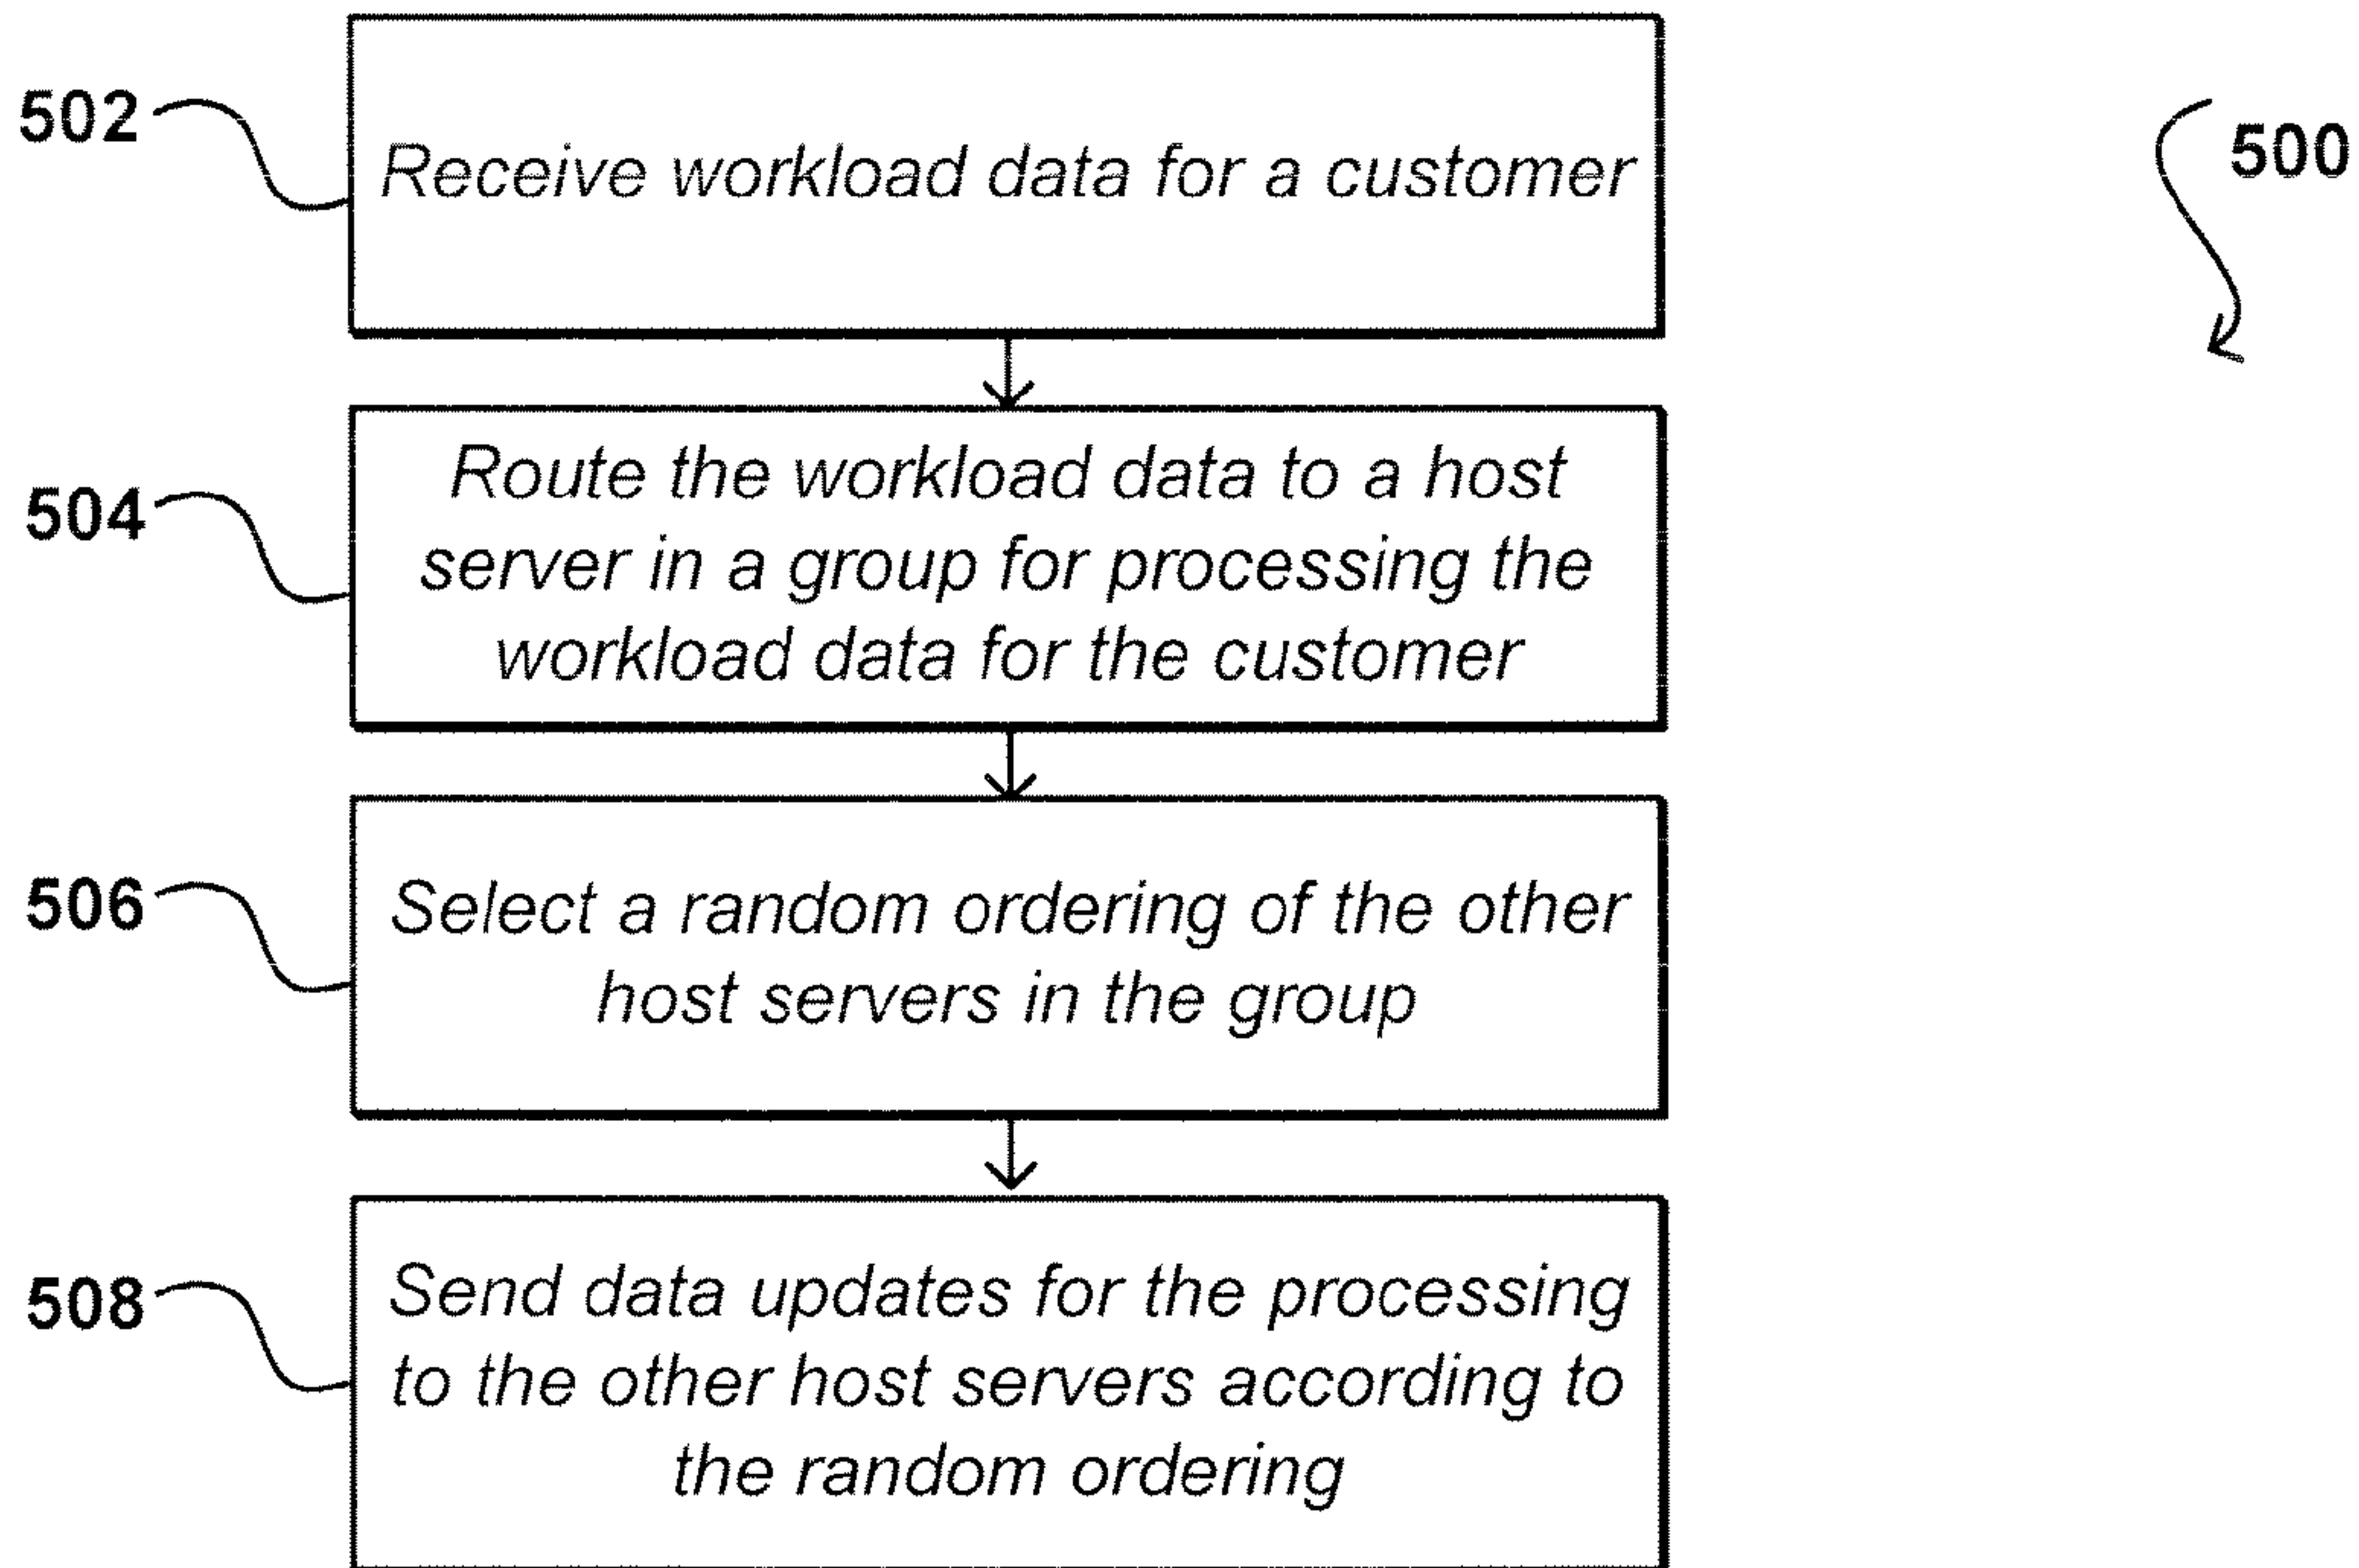 502
Receive workload data for a customer
500
504
Route the workload data to a host
server in a group for processing the
workload data for the customer
506
Select a random ordering of the other
host servers in the group
508
Send data updates for the processing
to the other host servers according to
the random ordering